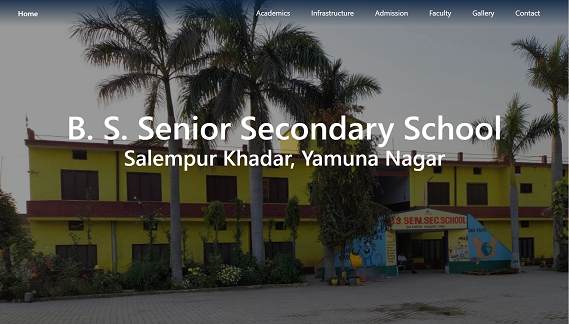 Home
Academics
Infrastructure
Admission
Faculty
Gallery
Contact
B. S. Senior Secondary School
Salempur Khadar, Yamuna Nagar
B.S.SEN.SEC.SCHOOL